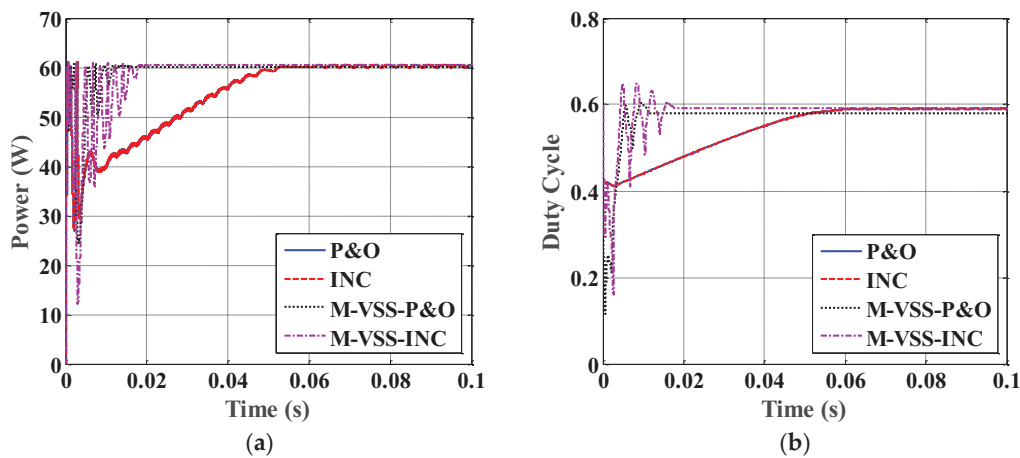 70
60
50
40
30
20
10
0
Power (W)
P&O
INC
M-VSS-P&O
M-VSS-INC
0 0.02 0.04 0.06 0.08 0.1
Time (s)
(a)
0.8
0.6
0.4
0.2
0
Duty Cycle
P&O
INC
M-VSS-P&O
M-VSS-INC
0 0.02 0.04 0.06 0.08 0.1
Time (s)
(b)